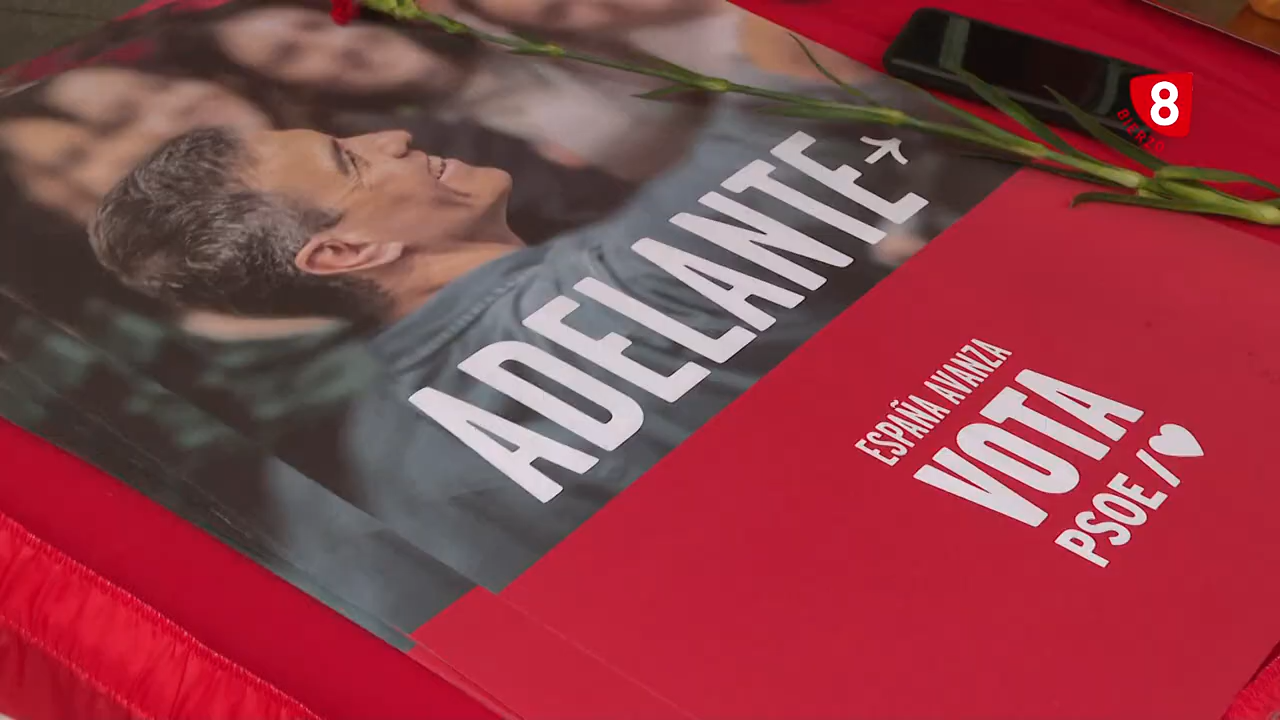 8
BIERZO
ADELANTE
ESPAÑA AVANZA
VOTA
PSOE /